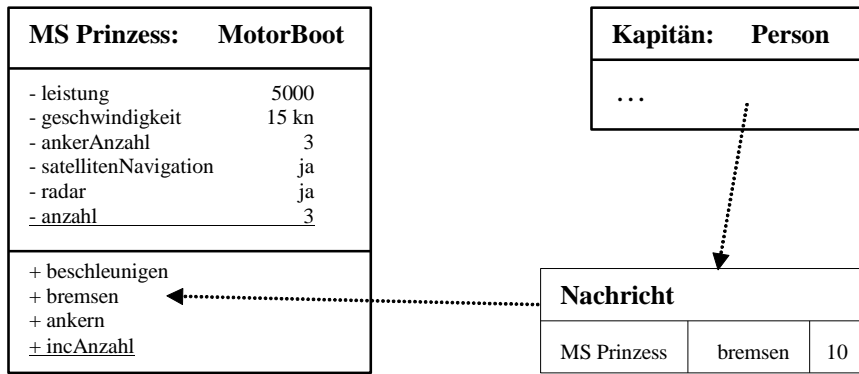 MS Prinzess: MotorBoot
- leistung 5000
- geschwindigkeit 15 kn
- ankerAnzahl 3
- satellitenNavigation ja
- radar ja
- anzahl 3
+ beschleunigen
+ bremsen
+ ankern
+ incAnzahl
Kapitän: Person
...
Nachricht
MS Prinzess bremsen 10